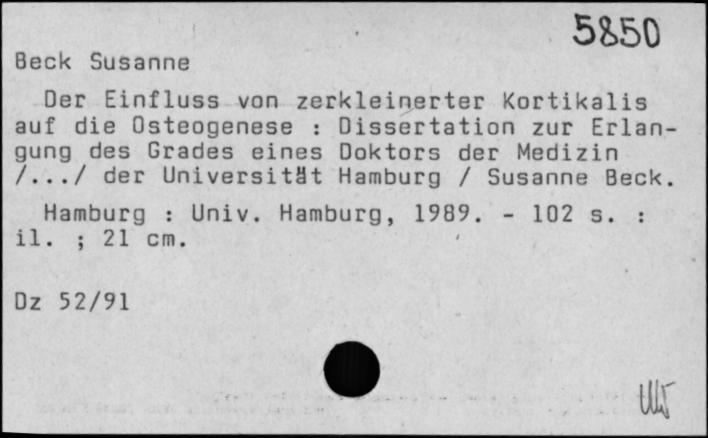 5850
Beck Susanne
Der Einfluss von zerkleinerter Kortikalis
auf die Osteogenese : Dissertation zur Erlan-
gung des Grades eines Doktors der Medizin
/.../ der Universität Hamburg / Susanne Beck.
Hamburg : Univ. Hamburg, 1989. - 102 s. :
il. ; 21 cm.
Dz 52/91